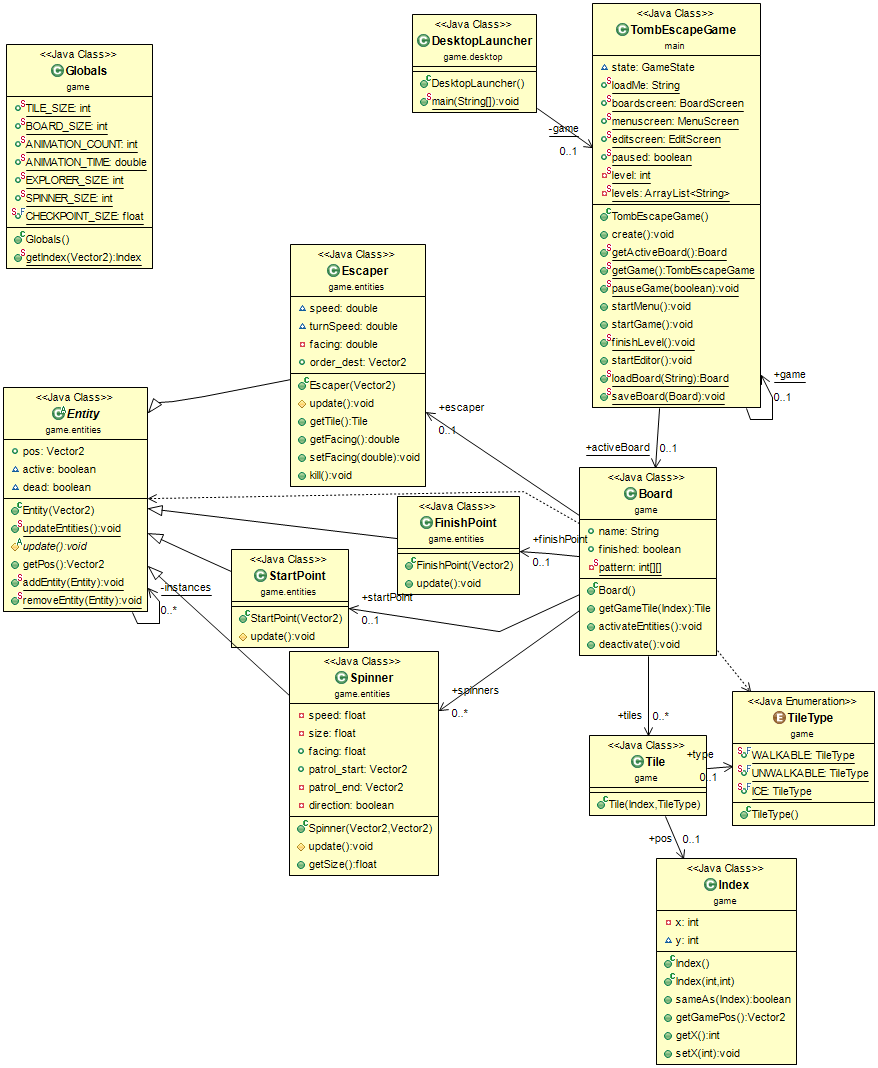 <<Java Class>>
Globals
game
TILE_SIZE: int
BOARD_SIZE: int
ANIMATION_COUNT: int
ANIMATION_TIME: double
EXPLORER_SIZE: int
SPINNER_SIZE: int
CHECKPOINT_SIZE: float
Globals()
getIndex(Vector2):Index
<<Java Class>>
DesktopLauncher
game.desktop
DesktopLauncher()
main(String[]):void
-game
0..1
<<Java Class>>
TombEscapeGame
main
state: GameState
loadMe: String
boardscreen: BoardScreen
menuscreen: MenuScreen
editscreen: EditScreen
paused: boolean
level: int
levels: ArrayList<String>
TombEscapeGame()
create():void
getActiveBoard():Board
getGame():TombEscapeGame
pauseGame(boolean):void
startMenu():void
startGame():void
finishLevel():void
startEditor():void
loadBoard(String):Board
saveBoard(Board):void
+game
0..1
+activeBoard
0..1
<<Java Class>>
Escaper
game.entities
speed: double
turnSpeed: double
facing: double
order_dest: Vector2
Escaper(Vector2)
update():void
getTile():Tile
getFacing():double
setFacing(double):void
kill():void
+escaper
0..1
<<Java Class>>
Entity
game.entities
pos: Vector2
active: boolean
dead: boolean
Entity(Vector2)
updateEntities():void
update():void
getPos():Vector2
addEntity(Entity):void
removeEntity(Entity):void
-instances
0..*
<<Java Class>>
FinishPoint
game.entities
FinishPoint(Vector2)
update():void
+finishPoint
0..1
<<Java Class>>
StartPoint
game.entities
StartPoint(Vector2)
update():void
+startPoint
0..1
<<Java Class>>
Board
game
name: String
finished: boolean
pattern: int[][]
Board()
getGameTile(Index):Tile
activateEntities():void
deactivate():void
<<Java Class>>
Spinner
game.entities
speed: float
size: float
facing: float
patrol_start: Vector2
patrol_end: Vector2
direction: boolean
Spinner(Vector2,Vector2)
update():void
getSize():float
+spinners
0..*
+tiles
0..*
<<Java Class>>
Tile
game
Tile(Index,TileType)
+type
0..1
<<Java Enumeration>>
TileType
game
WALKABLE: TileType
UNWALKABLE: TileType
ICE: TileType
TileType()
+pos
0..1
<<Java Class>>
Index
game
x: int
y: int
Index()
Index(int,int)
sameAs(Index):boolean
getGamePos():Vector2
getX():int
setX(int):void